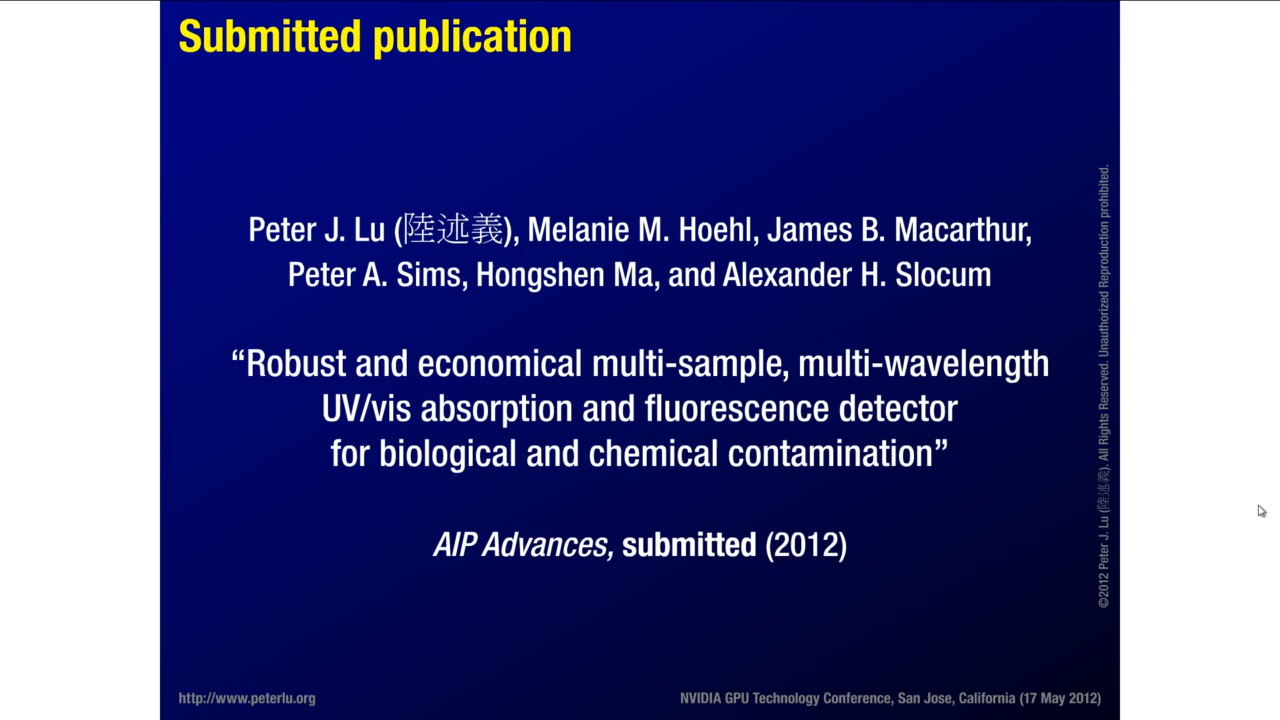 Submitted publication
Peter J. Lu (陸述義), Melanie M. Hoehl, James B. Macarthur,
Peter A. Sims, Hongshen Ma, and Alexander H. Slocum
“Robust and economical multi-sample, multi-wavelength
UV/vis absorption and fluorescence detector
for biological and chemical contamination”
AIP Advances, submitted (2012)
©2012 Peter J. Lu (陸述義). All Rights Reserved. Unauthorized Reproduction prohibited.
http://www.peterlu.org
NVIDIA GPU Technology Conference, San Jose, California (17 May 2012)